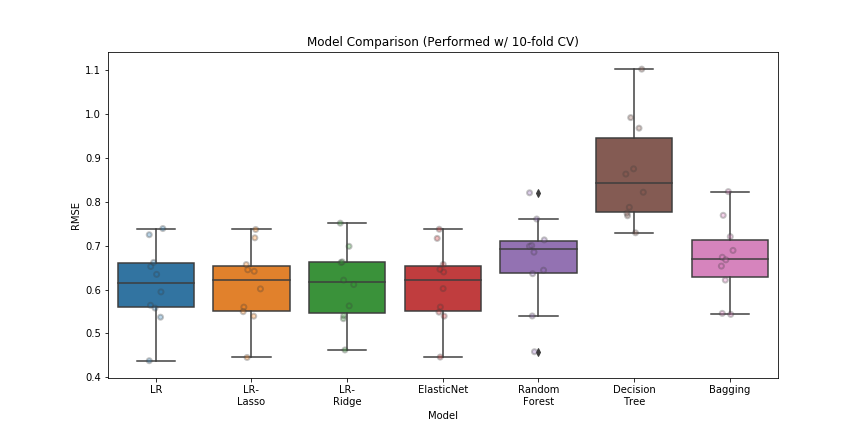 Model Comparison (Performed w/ 10-fold CV)
RMSE
1.1
1.0
0.9
0.8
0.7
0.6
0.5
0.4
LR
LR-
Lasso
LR-
Ridge
ElasticNet
Random
Forest
Decision
Tree
Bagging
Model